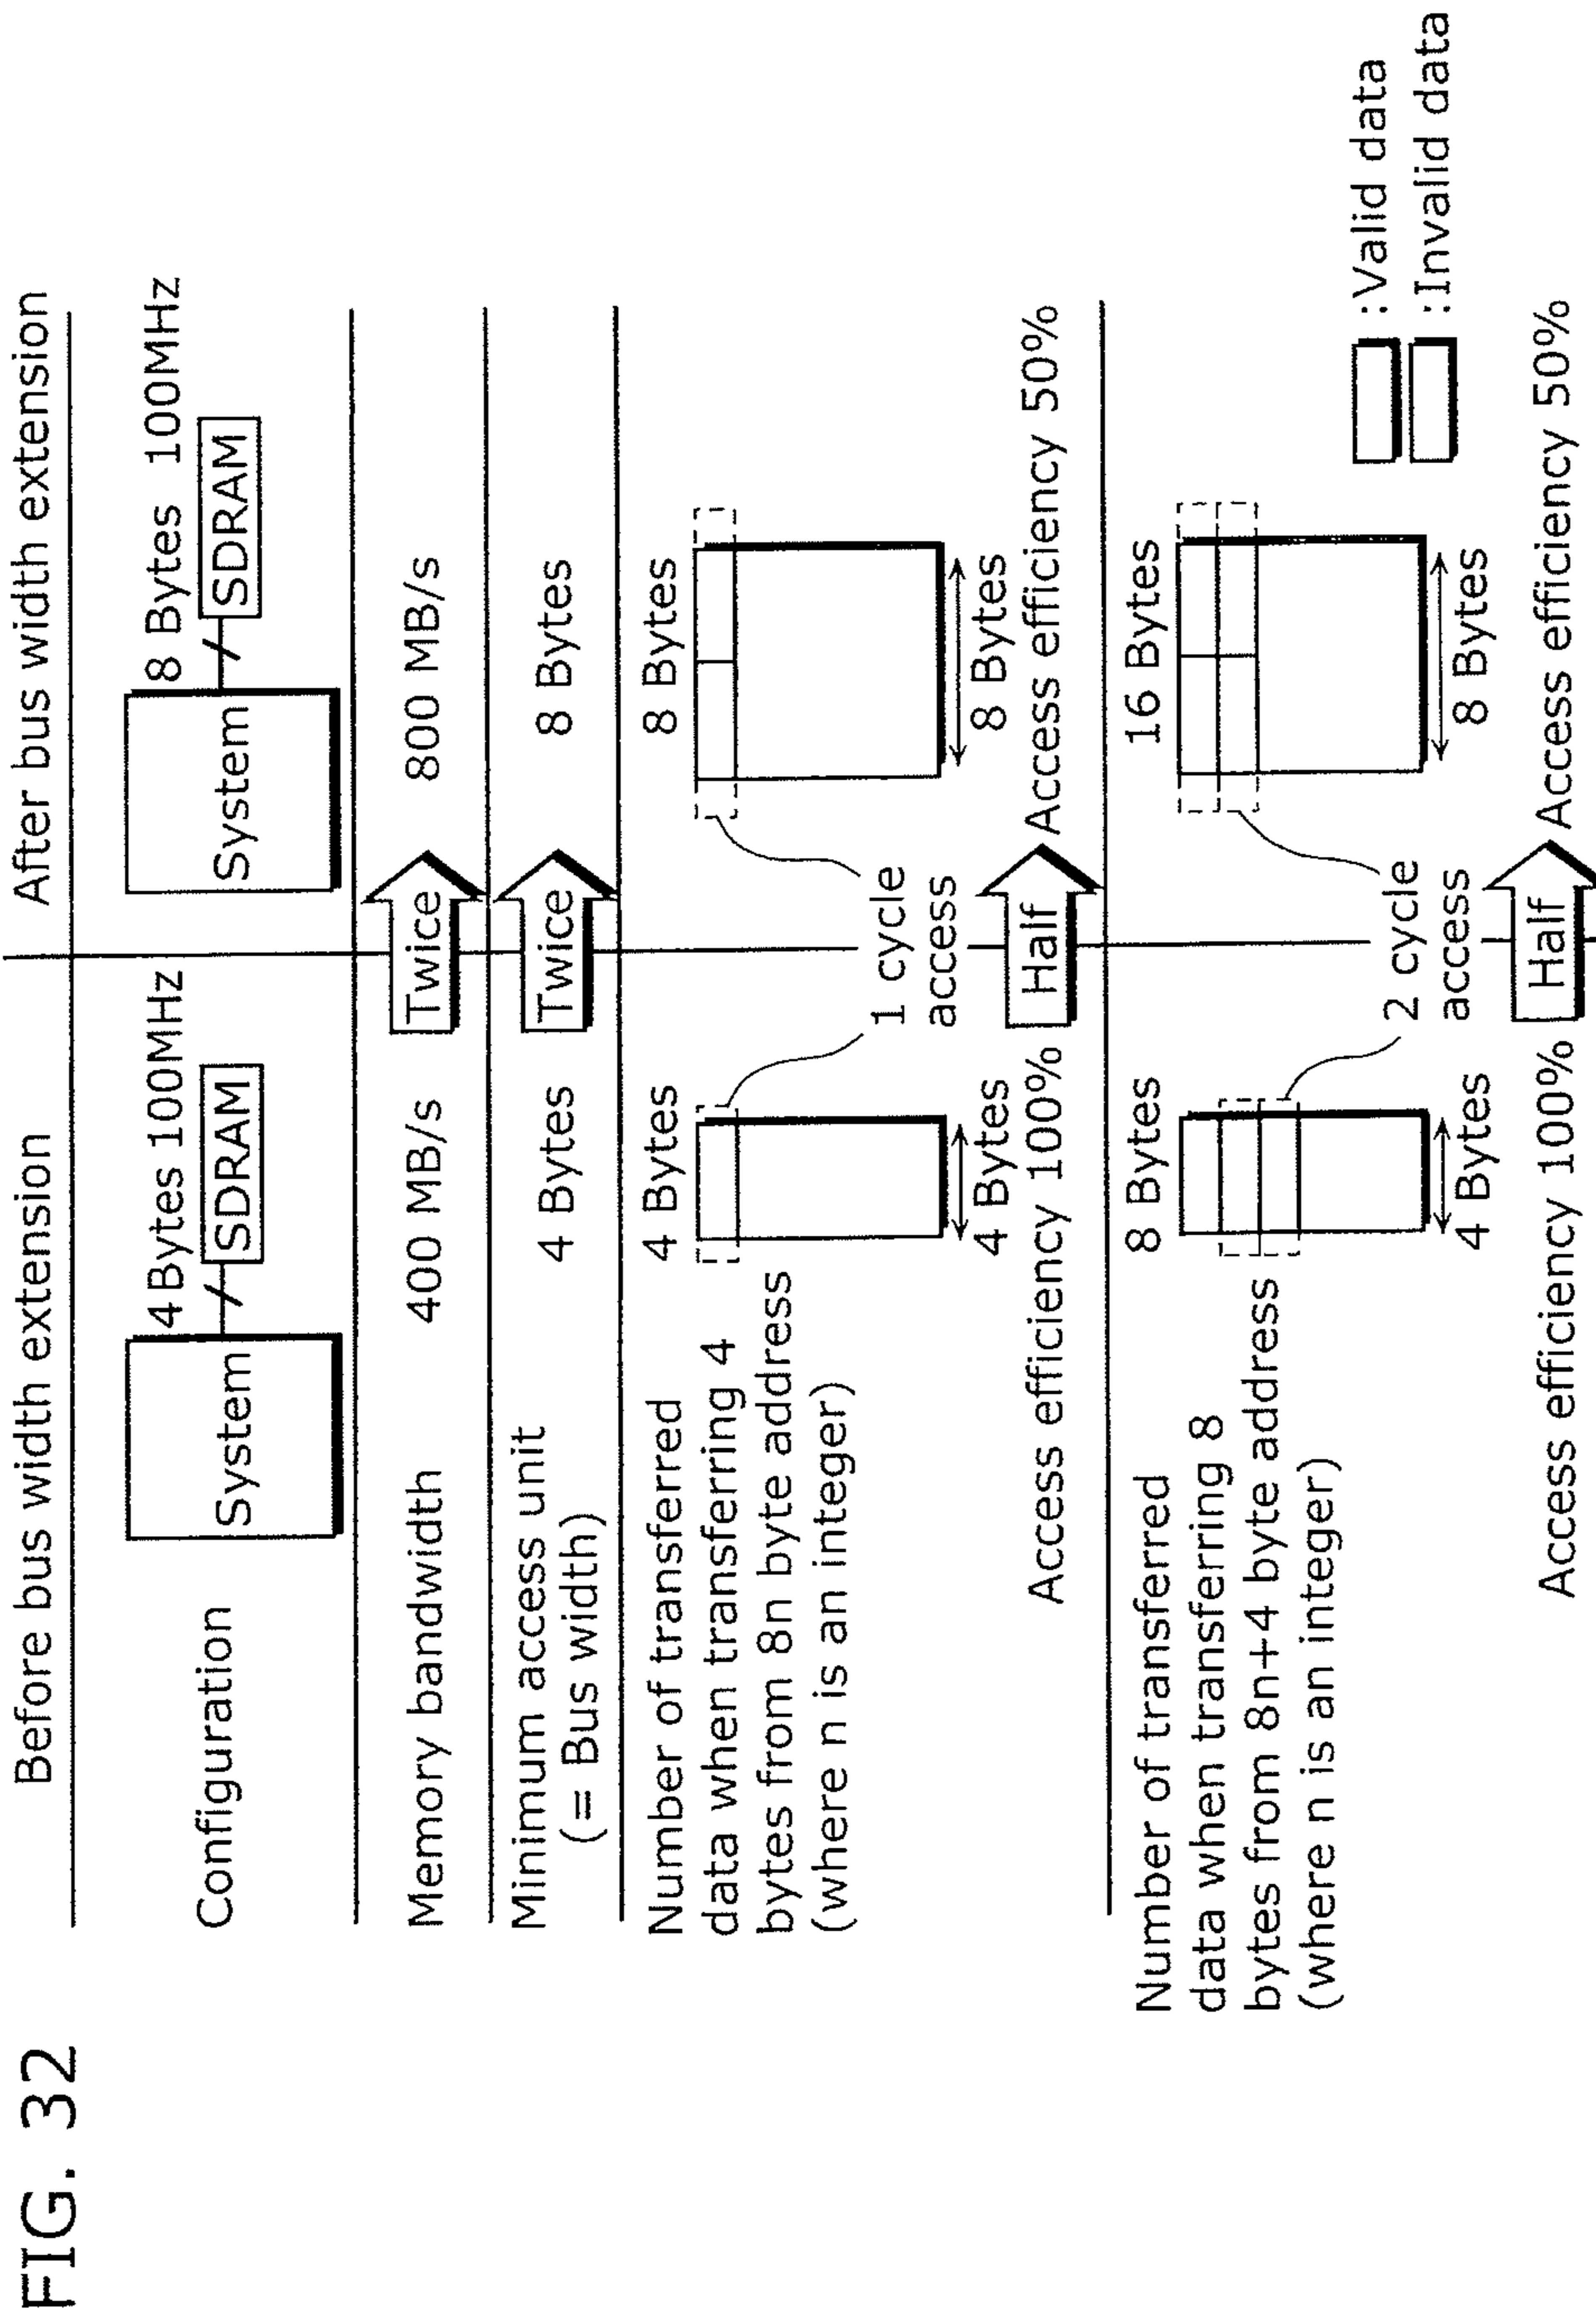 FIG. 32
Before bus width extension
After bus width extension
Configuration
System
4 Bytes 100MHz
SDRAM
System
8 Bytes 100MHz
SDRAM
Memory bandwidth
400 MB/s
Twice
800 MB/s
Minimum access unit
(= Bus width)
4 Bytes
Twice
8 Bytes
Number of transferred
data when transferring 4
bytes from 8n byte address
(where n is an integer)
4 Bytes
4 Bytes
1 cycle
access
8 Bytes
8 Bytes
Access efficiency 100%
Half
Access efficiency 50%
Number of transferred
data when transferring 8
bytes from 8n+4 byte address
(where n is an integer)
8 Bytes
4 Bytes
2 cycle
access
16 Bytes
8 Bytes
:Valid data
:Invalid data
Access efficiency 100%
Half
Access efficiency 50%